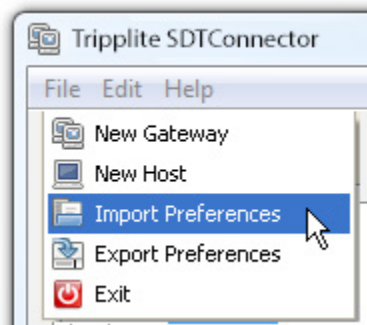 Tripplite SDTConnector
File Edit Help
New Gateway
New Host
Import Preferences
Export Preferences
Exit